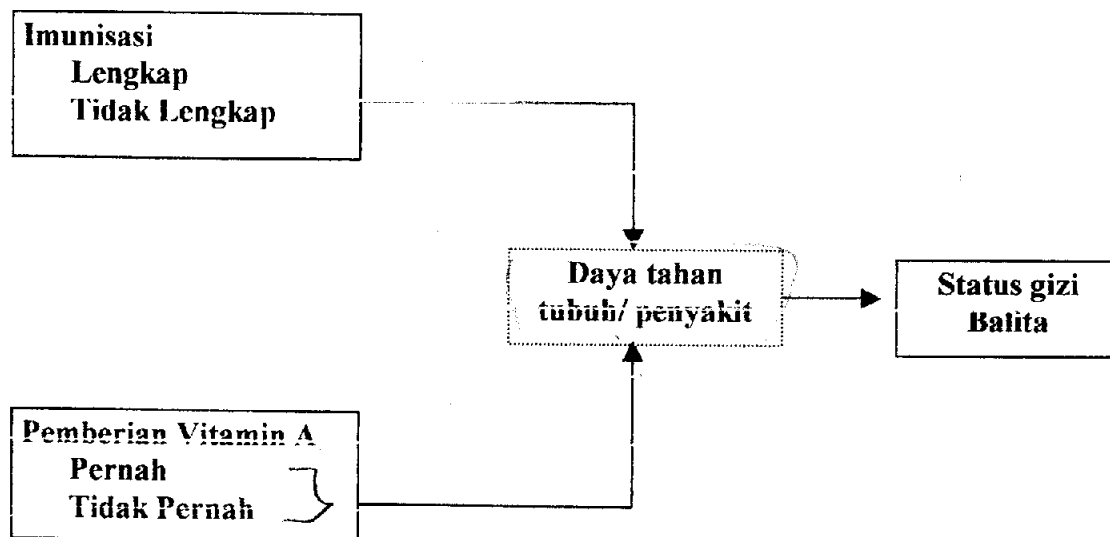 Imunisasi
Lengkap
Tidak Lengkap
Daya tahan
tubuh/ penyakit
Status gizi
Balita
Pemberian Vitamin A
Pernah
Tidak Pernah